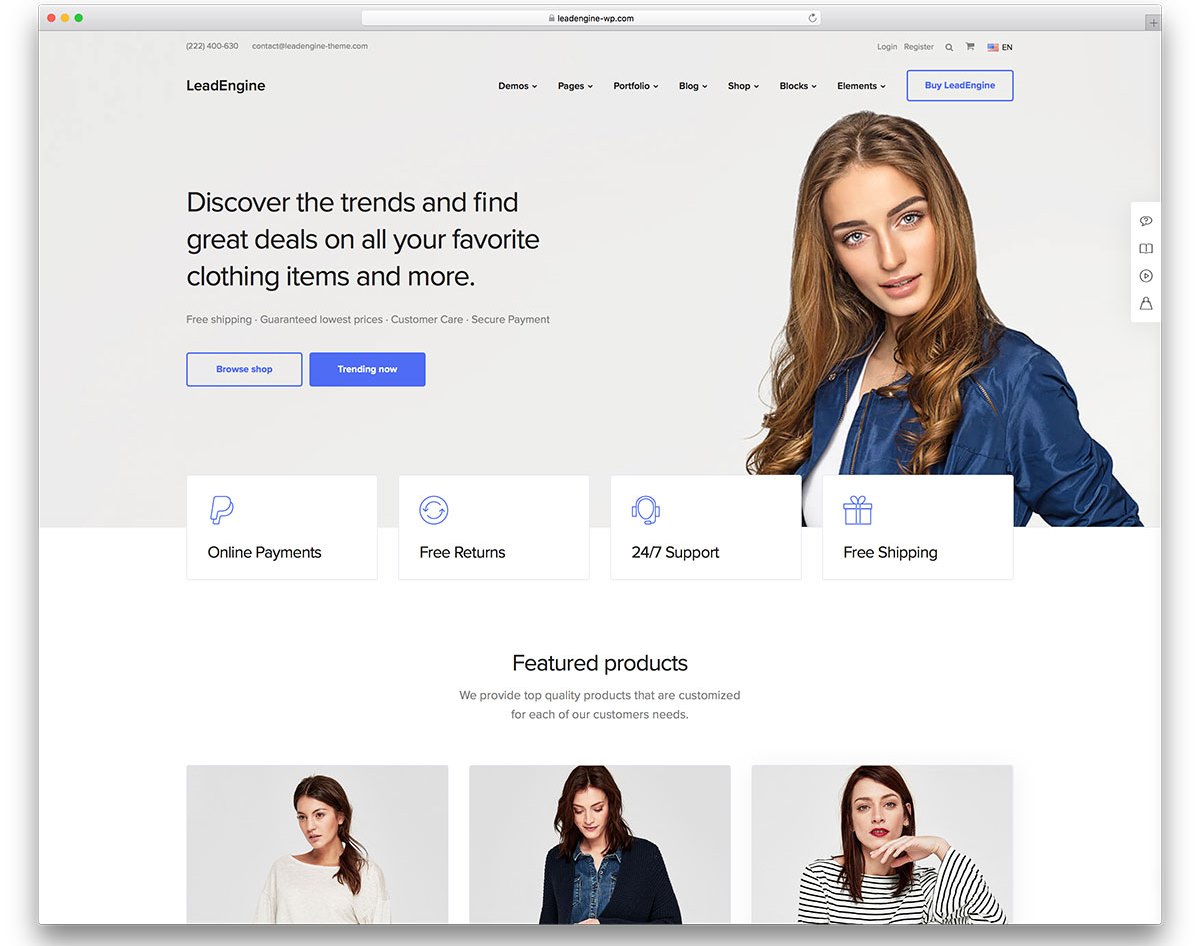 leadengine-wp.com
(222) 400-630 contact@leadengine-theme.com Login Register EN
LeadEngine Demos Pages Portfolio Blog Shop Blocks Elements Buy LeadEngine
Discover the trends and find
great deals on all your favorite
clothing items and more.
Free shipping · Guaranteed lowest prices · Customer Care · Secure Payment
Browse shop Trending now
Online Payments Free Returns 24/7 Support Free Shipping
Featured products
We provide top quality products that are customized
for each of our customers needs.